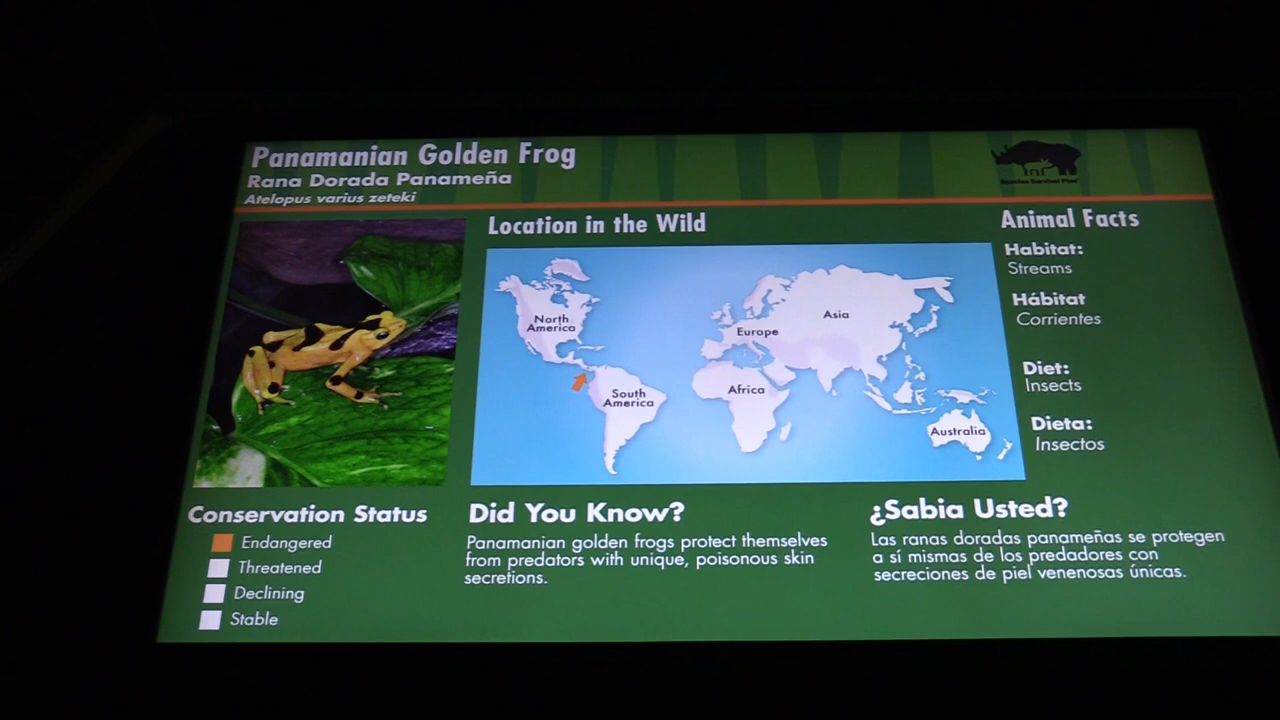 Panamanian Golden Frog
Rana Dorada Panameña
Atelopus varius zeteki
Species Survival Plan
Location in the Wild
North
America
South
America
Europe
Africa
Asia
Australia
Animal Facts
Habitat:
Streams
Hábitat
Corrientes
Diet:
Insects
Dieta:
Insectos
Conservation Status
Endangered
Threatened
Declining
Stable
Did You Know?
Panamanian golden frogs protect themselves
from predators with unique, poisonous skin
secretions.
¿Sabia Usted?
Las ranas doradas panameñas se protegen
a sí mismas de los predadores con
secreciones de piel venenosas únicas.